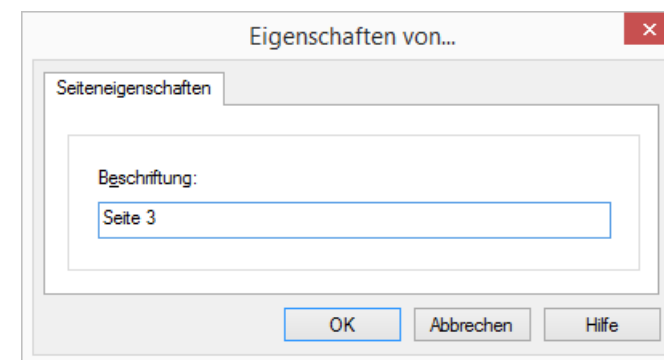 Eigenschaften von...
Seiteneigenschaften
Beschriftung:
Seite 3
OK Abbrechen Hilfe